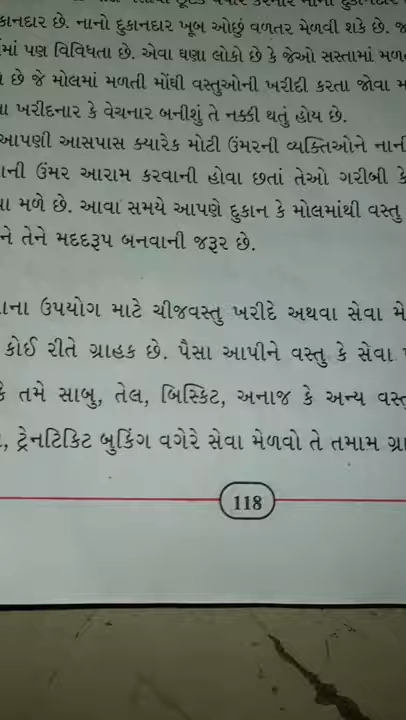 દુકાનદાર છે. નાનો દુકાનદાર ખૂબ ઓછું વળતર મેળવી શકે છે.
માં પણ વિવિધતા છે. એવા ઘણા લોકો છે કે જેઓ સસ્તામાં
છે જે મોલમાં મળતી મોંઘી વસ્તુઓની ખરીદી કરતા જોવા
ખરીદનાર કે વેચનાર બનીશું તે નક્કી થતું હોય છે.
આપણી આસપાસ ક્યારેક મોટી ઉંમરની વ્યક્તિઓને નાની
ની ઉંમર આરામ કરવાની હોવા છતાં તેઓ ગરીબી કે
મળે છે. આવા સમયે આપણે દુકાન કે મોલમાંથી વસ્તુ
ને તેને મદદરૂપ બનવાની જરૂર છે.
ના ઉપયોગ માટે ચીજવસ્તુ ખરીદે અથવા સેવા મે
કોઈ રીતે ગ્રાહક છે. પૈસા આપીને વસ્તુ કે સેવા
કે તમે સાબુ, તેલ, બિસ્કિટ, અનાજ કે અન્ય વસ્તુ
, ટ્રેનટિકિટ બુકિંગ વગેરે સેવા મેળવો તે તમામ ગ્રા
118